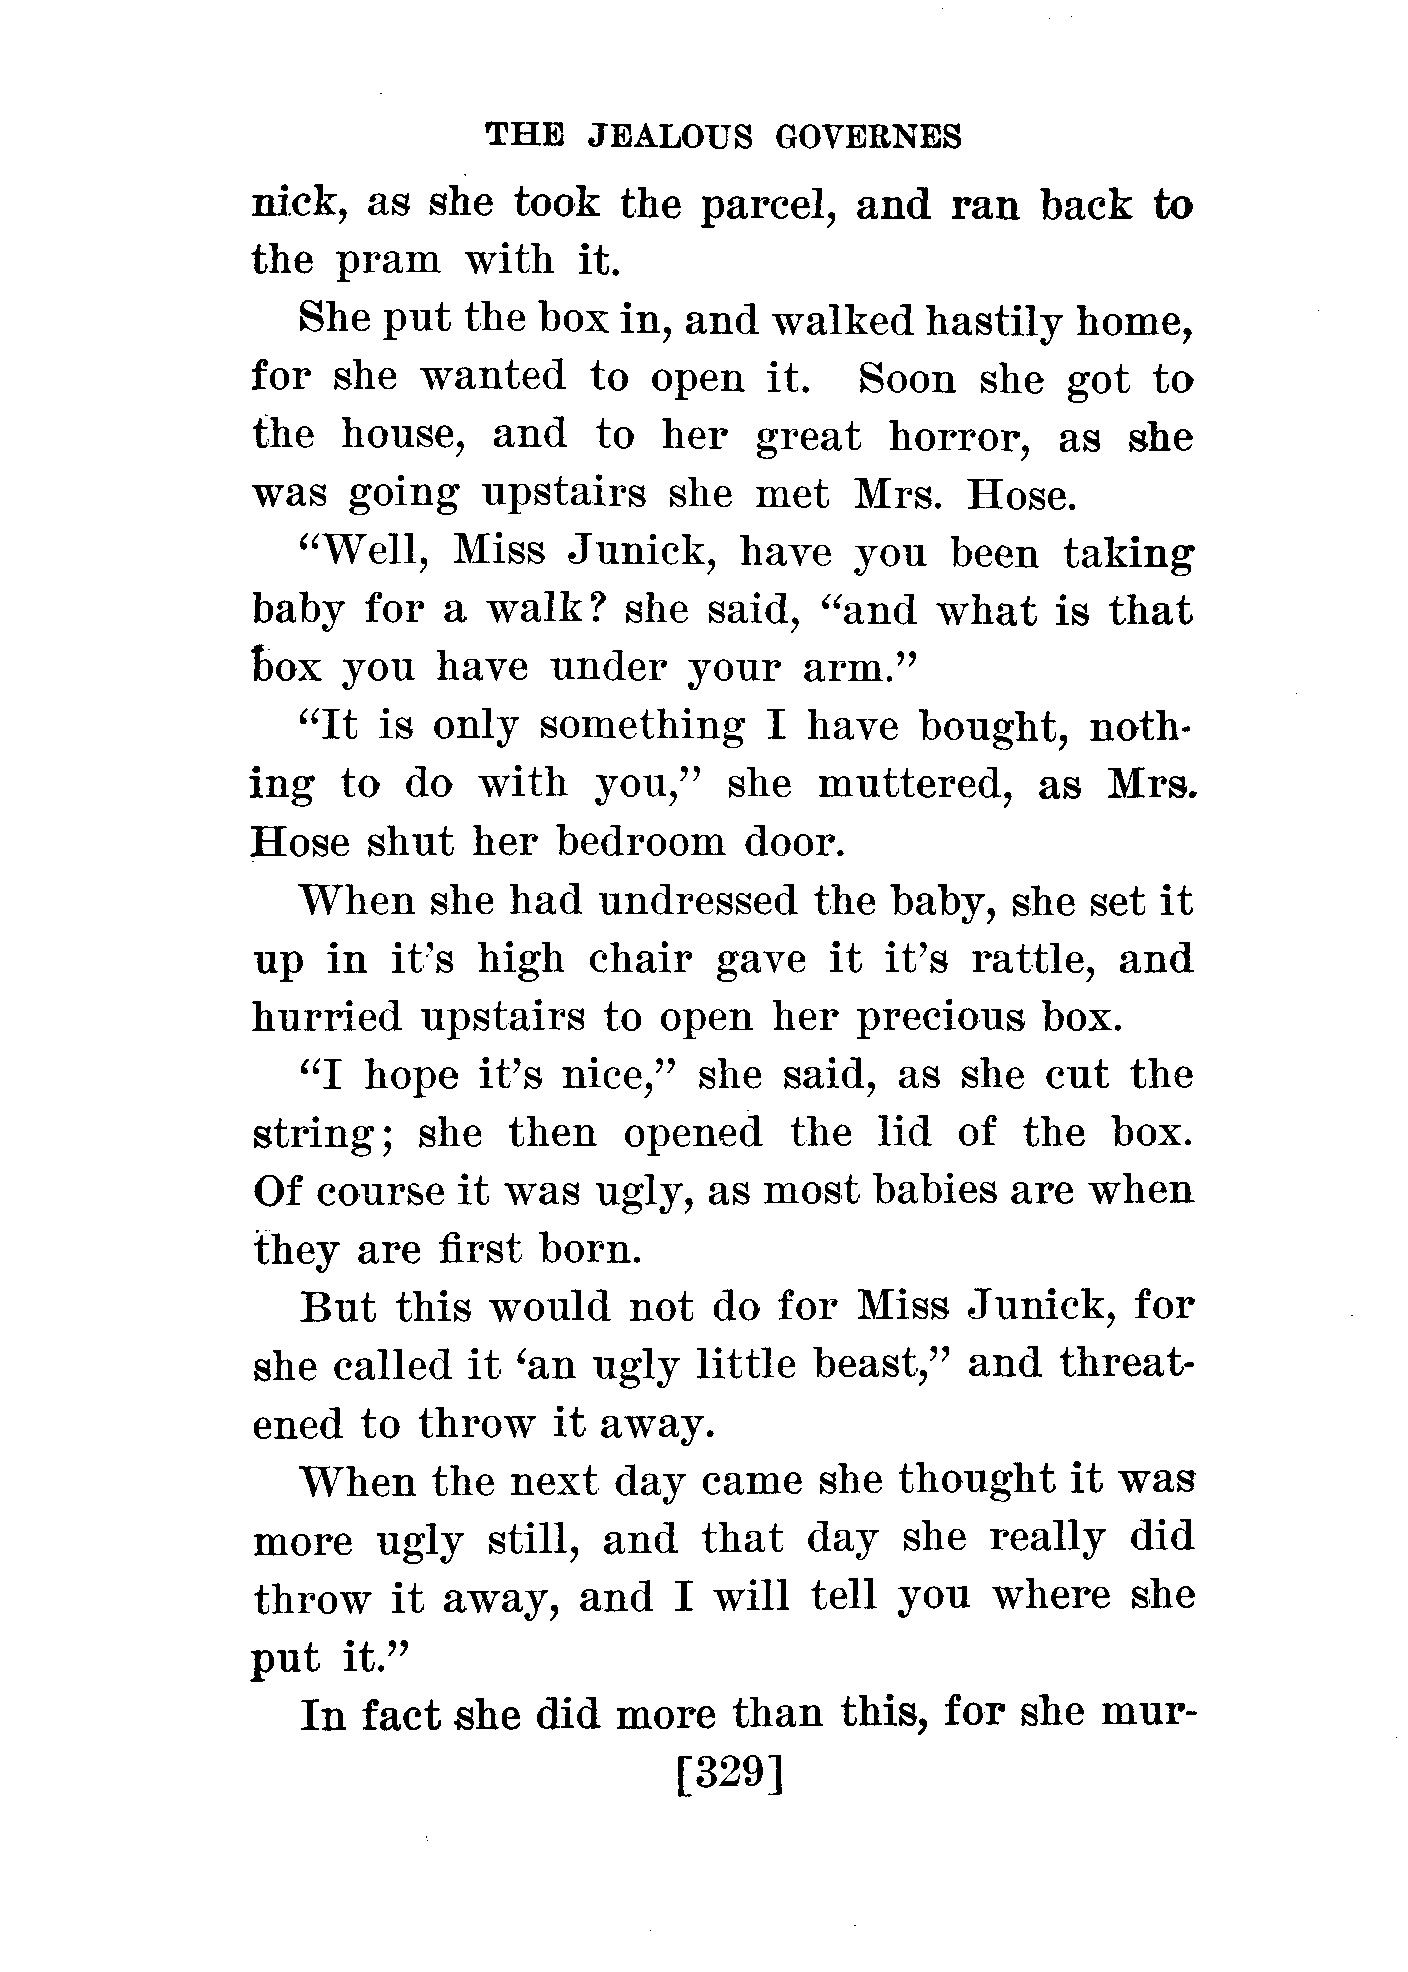 THE JEALOUS GOVERNES
nick, as she took the parcel, and ran back to
the pram with it.
She put the box in, and walked hastily home,
for she wanted to open it. Soon she got to
the house, and to her great horror, as she
was going upstairs she met Mrs. Hose.
“Well, Miss Junick, have you been taking
baby for a walk? she said, “and what is that
box you have under your arm.”
“It is only something I have bought, noth-
ing to do with you,” she muttered, as Mrs.
Hose shut her bedroom door.
When she had undressed the baby, she set it
up in it's high chair gave it it's rattle, and
hurried upstairs to open her precious box.
“I hope it's nice,” she said, as she cut the
string; she then opened the lid of the box.
Of course it was ugly, as most babies are when
they are first born.
But this would not do for Miss Junick, for
she called it ‘an ugly little beast,” and threat-
ened to throw it away.
When the next day came she thought it was
more ugly still, and that day she really did
throw it away, and I will tell you where she
put it.”
In fact she did more than this, for she mur-
[329]